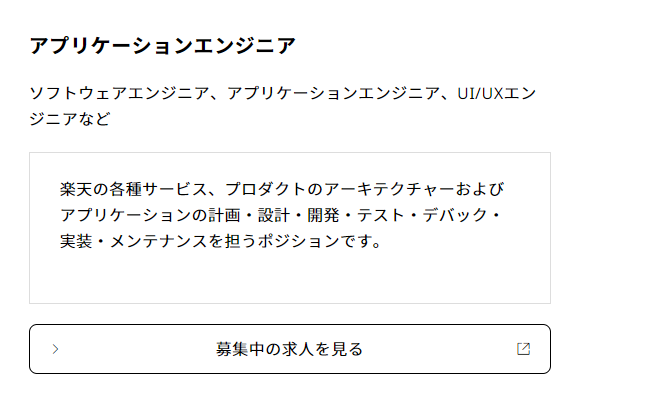 アプリケーションエンジニア
ソフトウェアエンジニア、アプリケーションエンジニア、UI/UXエン
ジニアなど
楽天の各種サービス、プロダクトのアーキテクチャーおよび
アプリケーションの計画・設計・開発・テスト・デバック・
実装・メンテナンスを担うポジションです。
募集中の求人を見る